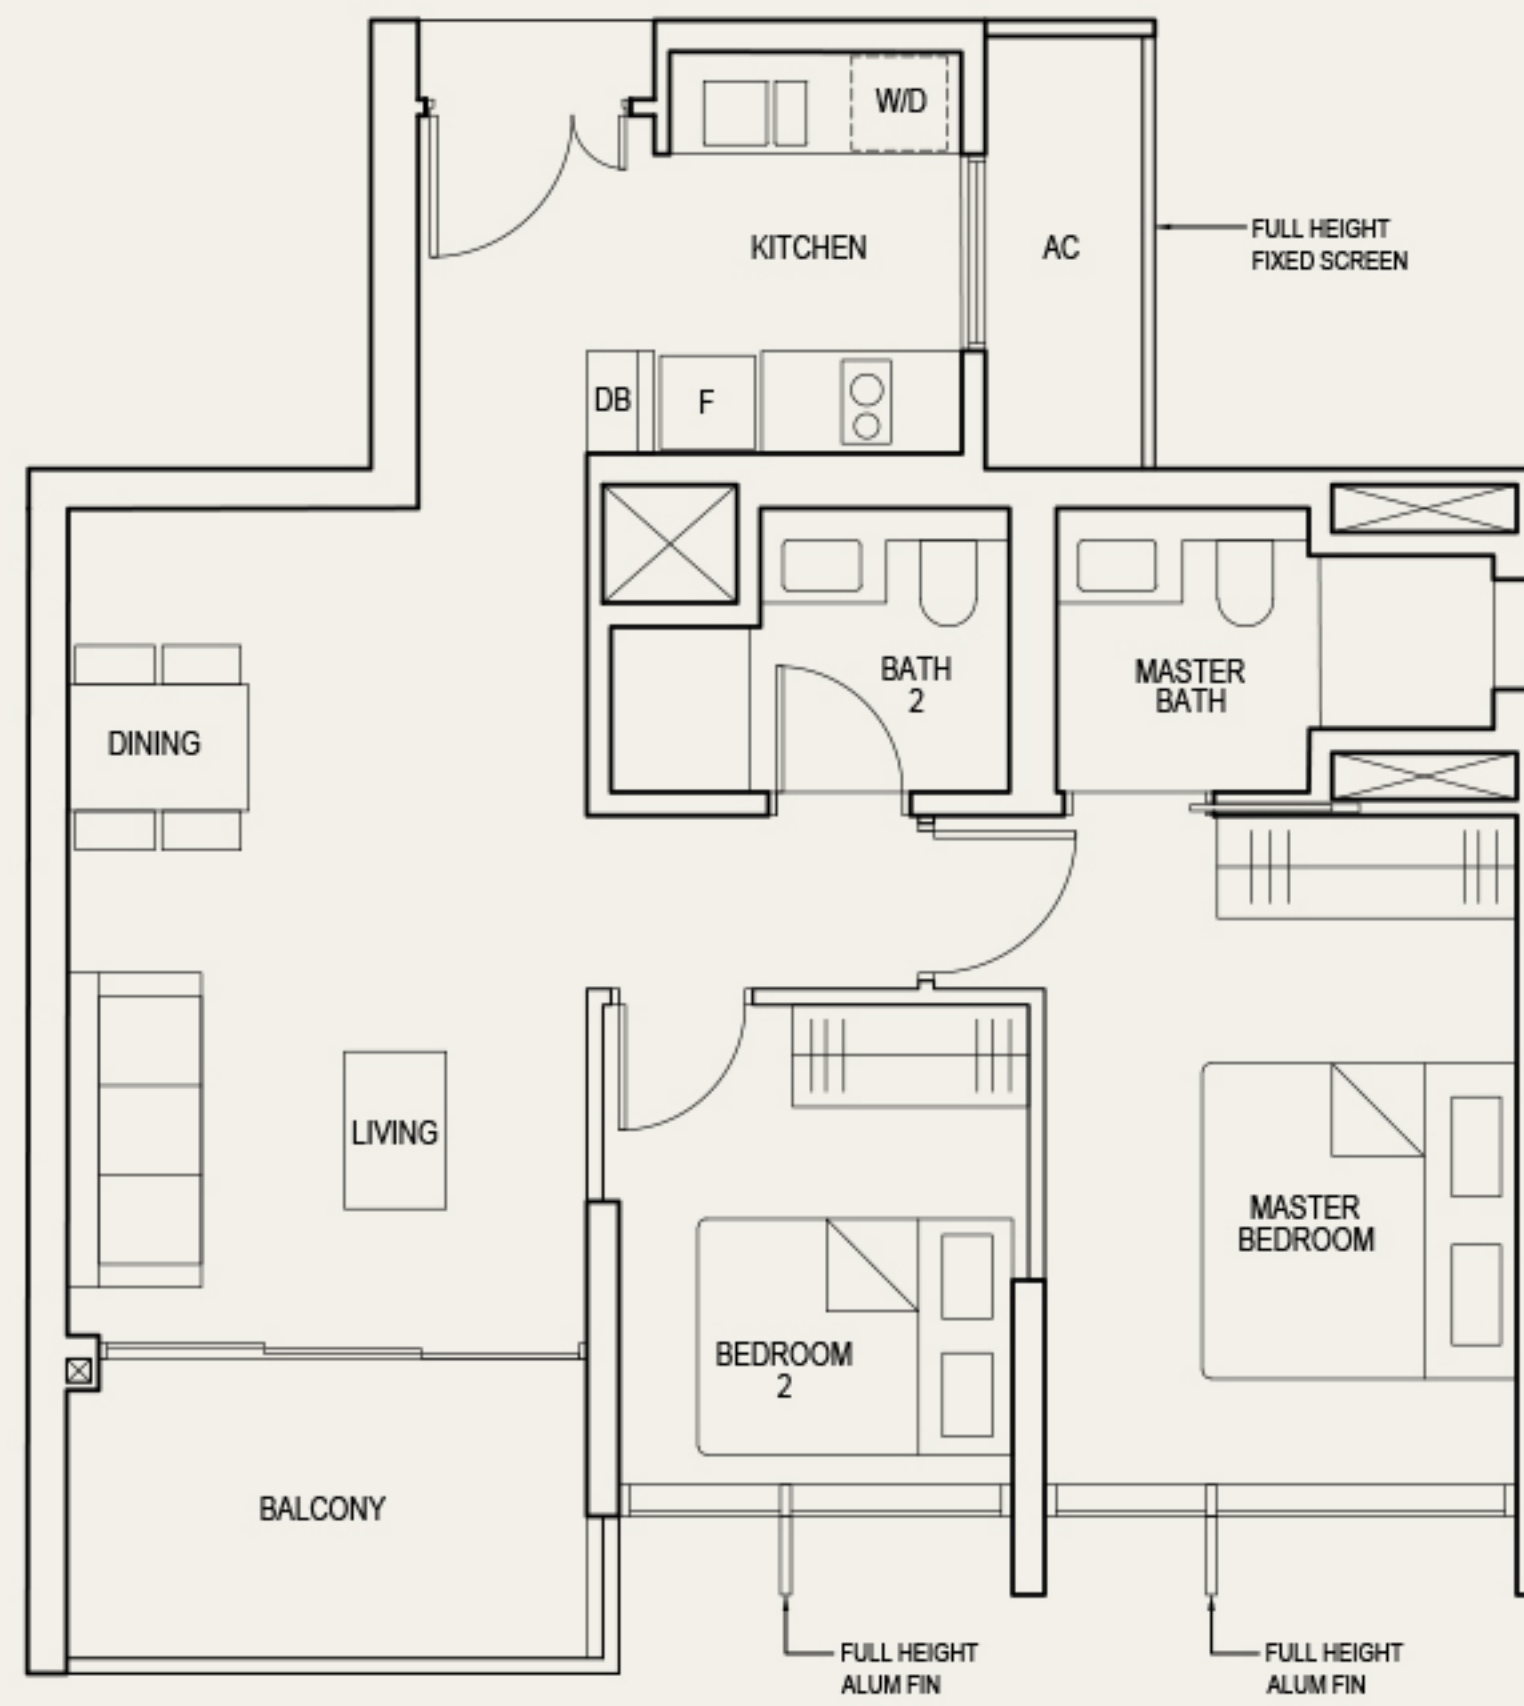 W/D
KITCHEN
AC
FULL HEIGHT
FIXED SCREEN
DB
F
BATH
2
MASTER
BATH
DINING
LIVING
MASTER
BEDROOM
BEDROOM
2
BALCONY
FULL HEIGHT
ALUM FIN
FULL HEIGHT
ALUM FIN